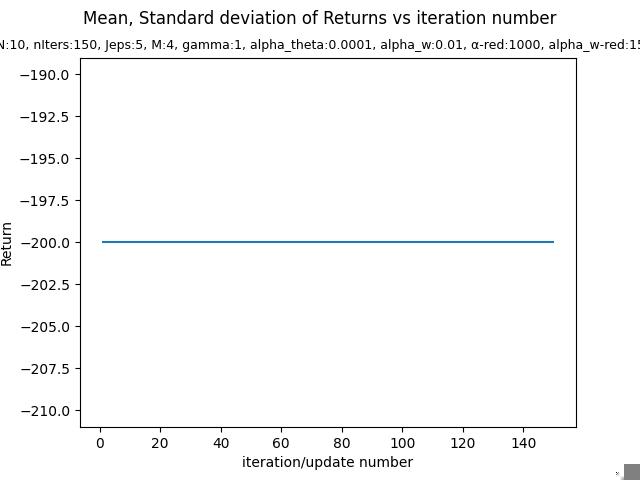 Mean, Standard deviation of Returns vs iteration number
N:10, nIters:150, Jeps:5, M:4, gamma:1, alpha_theta:0.0001, alpha_w:0.01, α-red:1000, alpha_w-red:15
−190.0
−192.5
−195.0
−197.5
−200.0
−202.5
−205.0
−207.5
−210.0
Return
0 20 40 60 80 100 120 140
iteration/update number